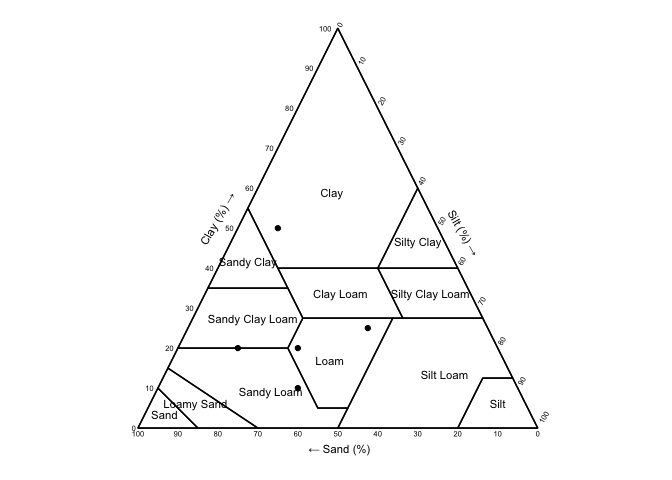 100
0
90
10
80
20
70
30
Clay
60
40
Clay (%) →
50
50
Silt (%) →
Silty Clay
Sandy Clay
40
60
Clay Loam
Silty Clay Loam
70
30
Sandy Clay Loam
20
80
Loam
Silt Loam
90
10
Sandy Loam
Loamy Sand
Silt
Sand
100
0
100
90
80
70
60
50
40
30
20
10
0
← Sand (%)